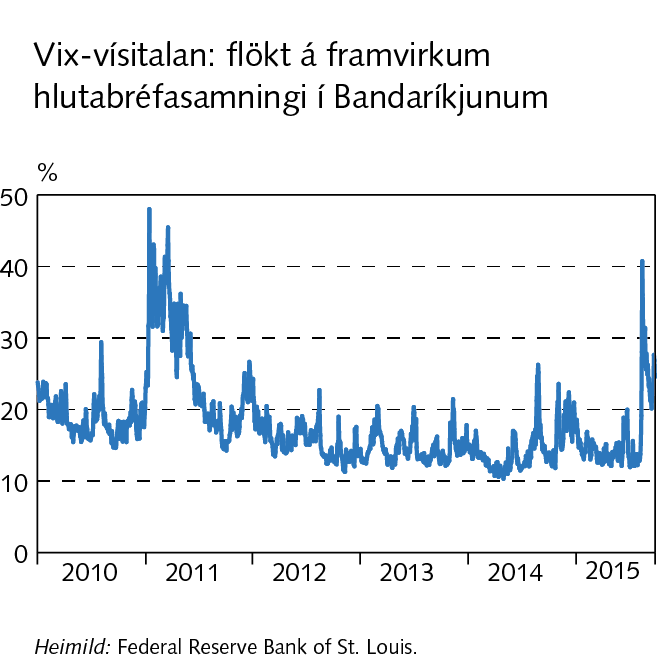 Vix-vísitalan: flökt á framvirkum
hlutabréfasamningi í Bandaríkjunum
%
50
40
30
20
10
0
2010 2011 2012 2013 2014 2015
Heimild: Federal Reserve Bank of St. Louis.